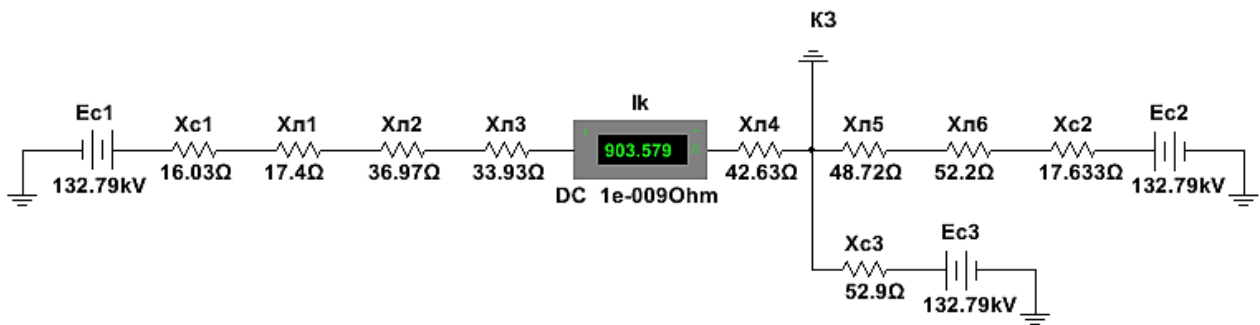 КЗ
Ec1
Xc1
Xл1
Xл2
Xл3
Ik
Xл4
Xл5
Xл6
Xc2
Ec2
132.79kV
16.03Ω
17.4Ω
36.97Ω
33.93Ω
+
903.579
-
A
42.63Ω
48.72Ω
52.2Ω
17.633Ω
132.79kV
DC 1e-009Ohm
Xc3
Ec3
52.9Ω
132.79kV